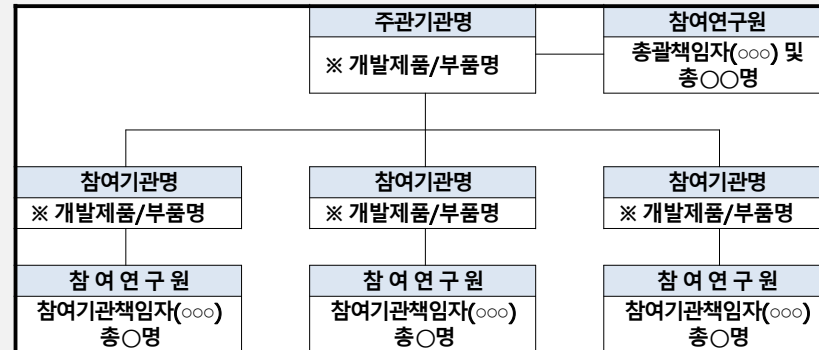 주관기관명
※ 개발제품/부품명
참여연구원
총괄책임자(○○○) 및
총○○명
참여기관명
※ 개발제품/부품명
참여기관명
※ 개발제품/부품명
참여기관명
※ 개발제품/부품명
참 여 연 구 원
참여기관책임자(○○○)
총○명
참 여 연 구 원
참여기관책임자(○○○)
총○명
참 여 연 구 원
참여기관책임자(○○○)
총○명